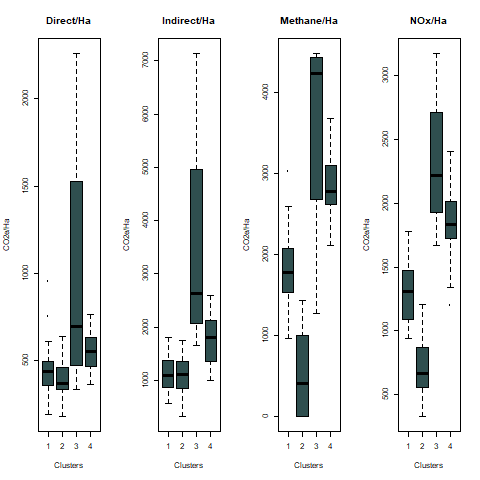 Direct/Ha
Indirect/Ha
Methane/Ha
NOx/Ha
CO2e/Ha
500
1000
1500
2000
1 2 3 4
Clusters
CO2e/Ha
1000
2000
3000
4000
5000
6000
7000
1 2 3 4
Clusters
CO2e/Ha
0
1000
2000
3000
4000
1 2 3 4
Clusters
CO2e/Ha
500
1000
1500
2000
2500
3000
1 2 3 4
Clusters